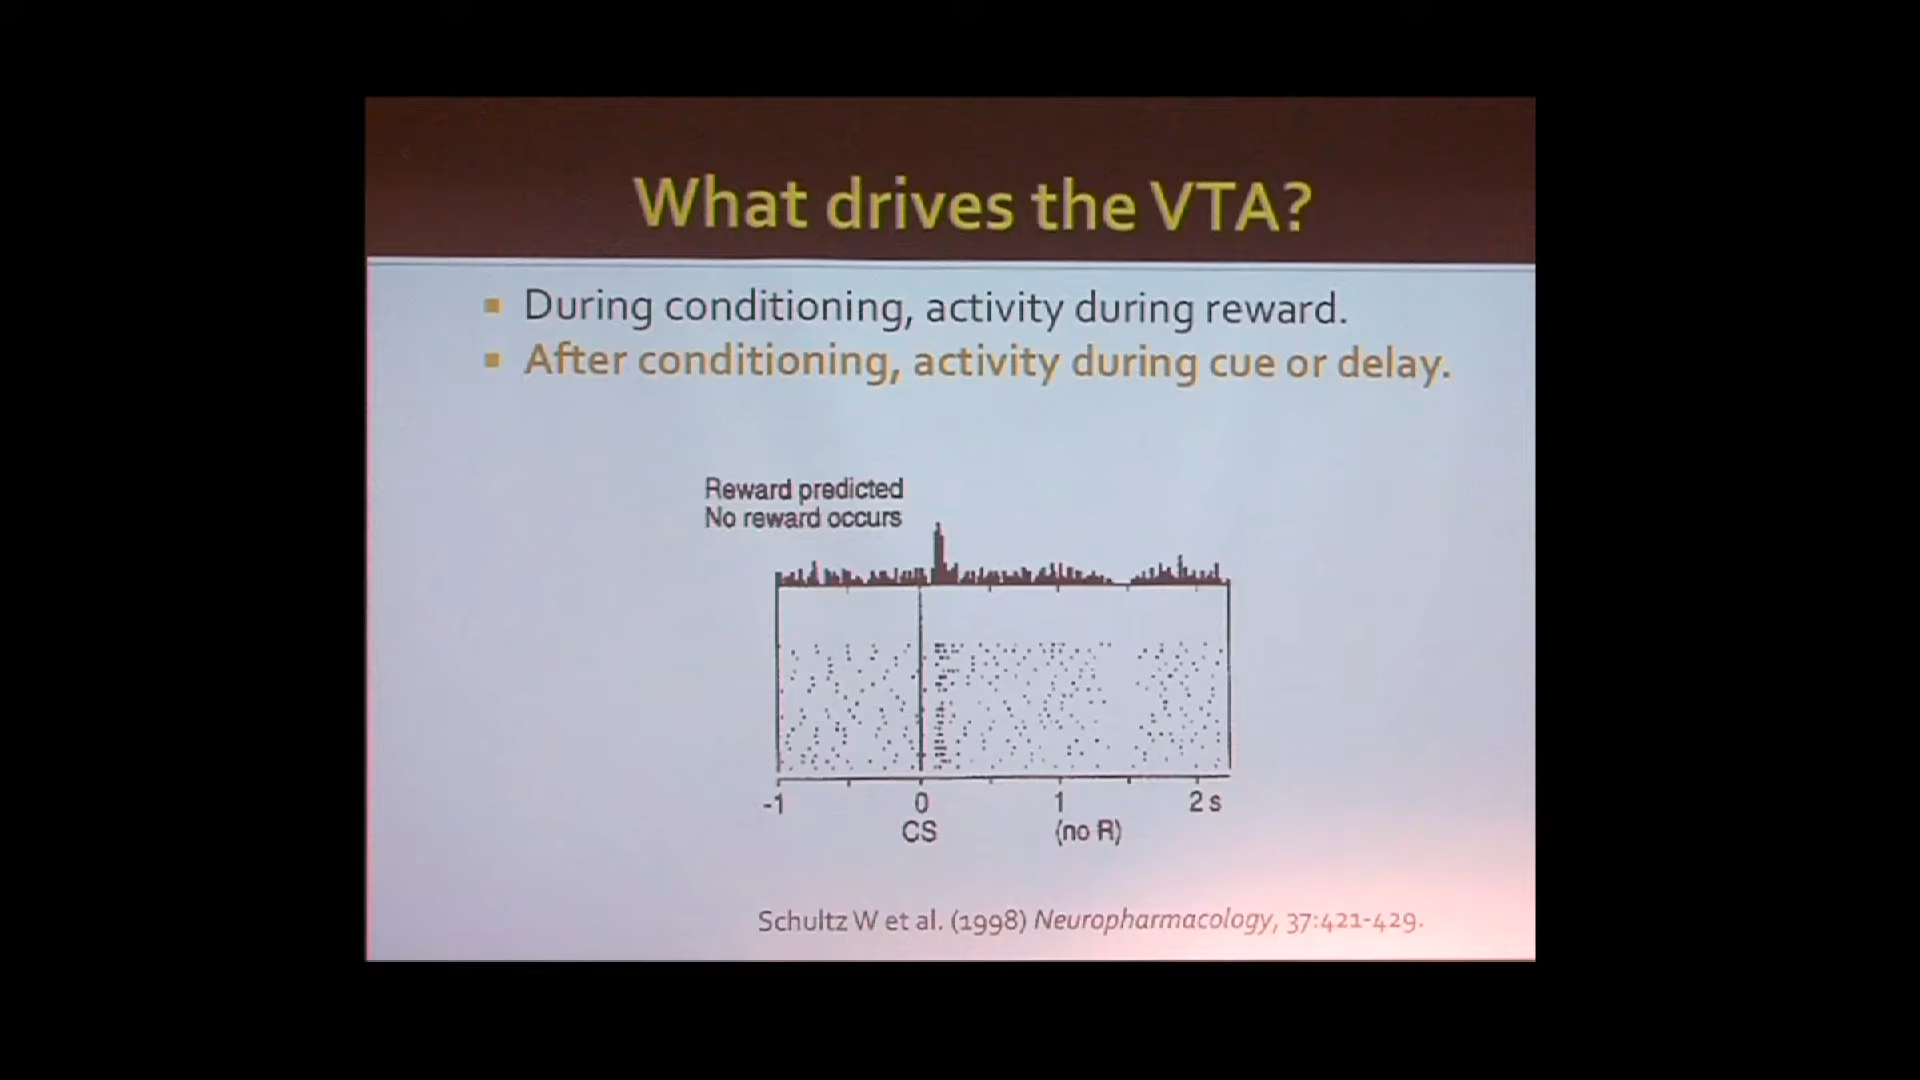 What drives the VTA?
During conditioning, activity during reward.
After conditioning, activity during cue or delay.
Reward predicted
No reward occurs
-1 0 1 2 s
CS (no R)
Schultz W et al. (1998) Neuropharmacology, 37:421-429.